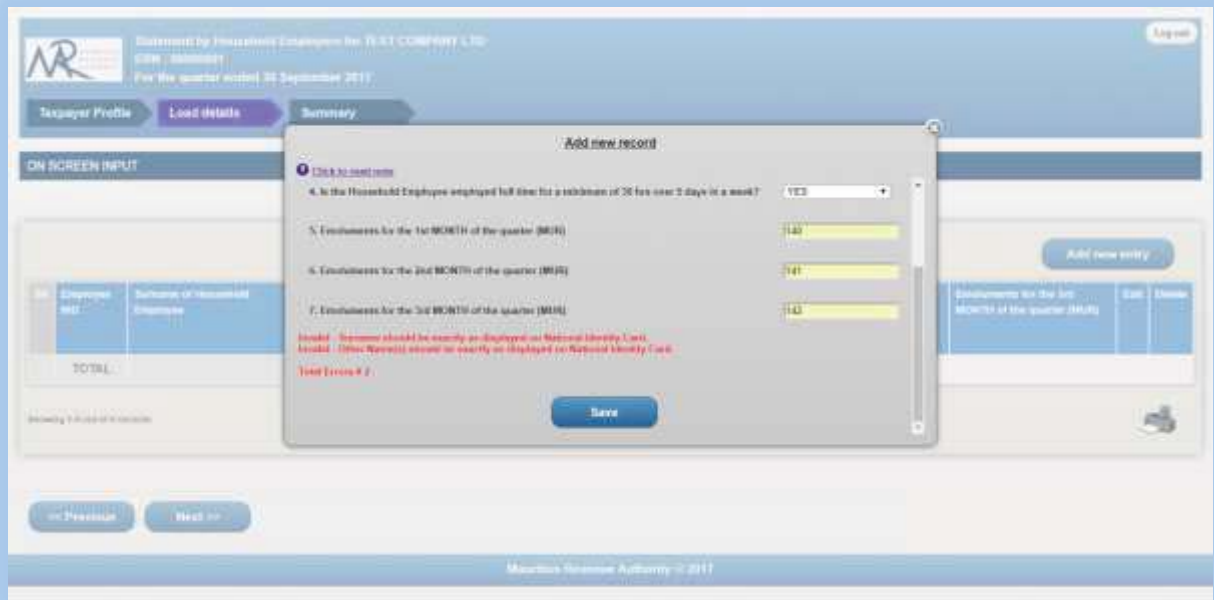 Statement by Household Employers for TEST COMPANY LTD
For the quarter ended 30 September 2017
Log out
Taxpayer Profile
Load details
Summary
ON SCREEN INPUT
Add new record
Click to read note
4. Is the Household Employee employed full time for a minimum of 30 hrs over 5 days in a week?
YES
5. Emoluments for the 1st MONTH of the quarter (MUR)
140
6. Emoluments for the 2nd MONTH of the quarter (MUR)
141
7. Emoluments for the 3rd MONTH of the quarter (MUR)
142
Invalid - Surname should be exactly as displayed on National Identity Card.
Invalid - Other Name(s) should be exactly as displayed on National Identity Card.
Total Errors # 2
Save
Add new entry
Employee
Surname of Household
Employee
Emoluments for the 3rd
MONTH of the quarter (MUR)
Edit
Delete
TOTAL
<< Previous
Next >>
Mauritius Revenue Authority © 2017